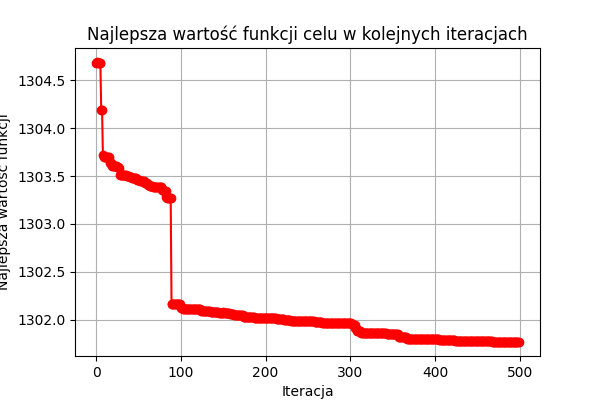 Najlepsza wartość funkcji celu w kolejnych iteracjach
1304.5
1304.0
1303.5
1303.0
1302.5
1302.0
Najlepsza wartość funkcji
0 100 200 300 400 500
Iteracja